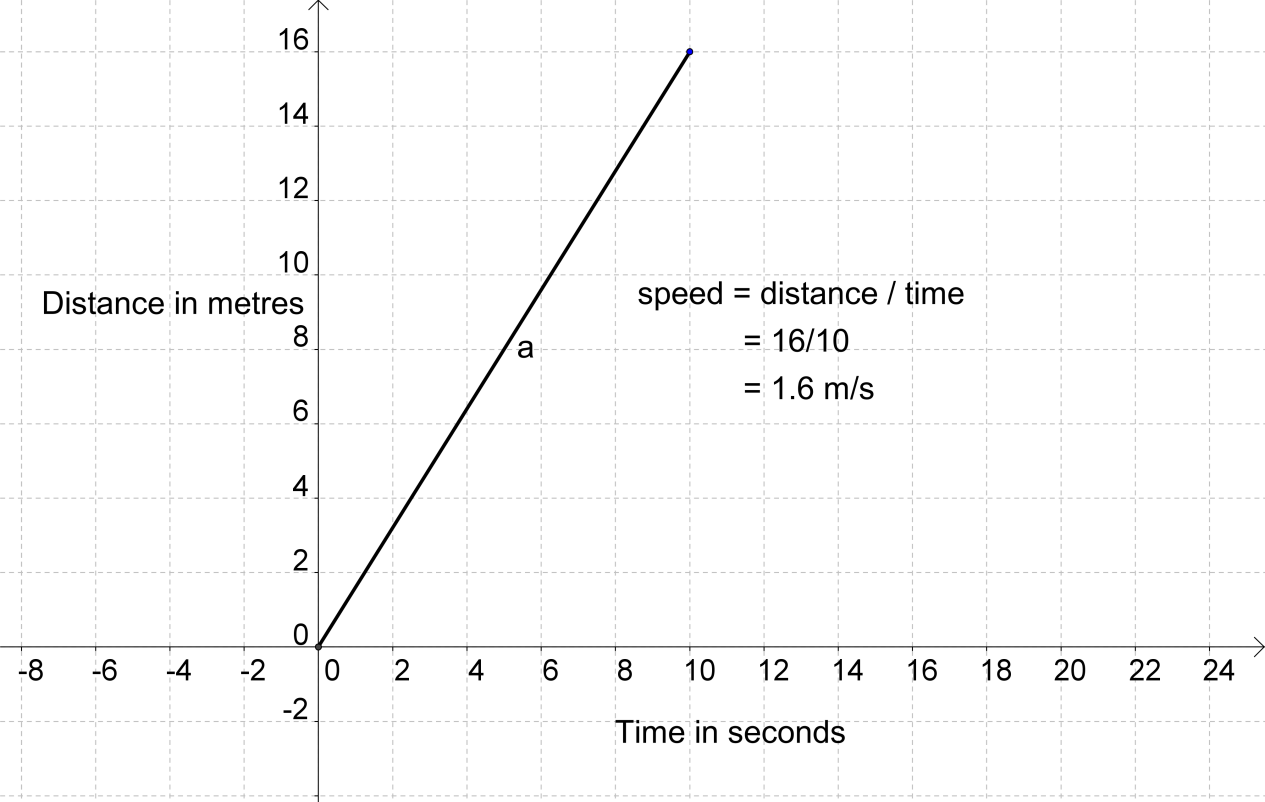 16
14
12
10
Distance in metres
speed = distance / time
8
a
= 16/10
= 1.6 m/s
6
4
2
0
-8 -6 -4 -2 0 2 4 6 8 10 12 14 16 18 20 22 24
-2
Time in seconds